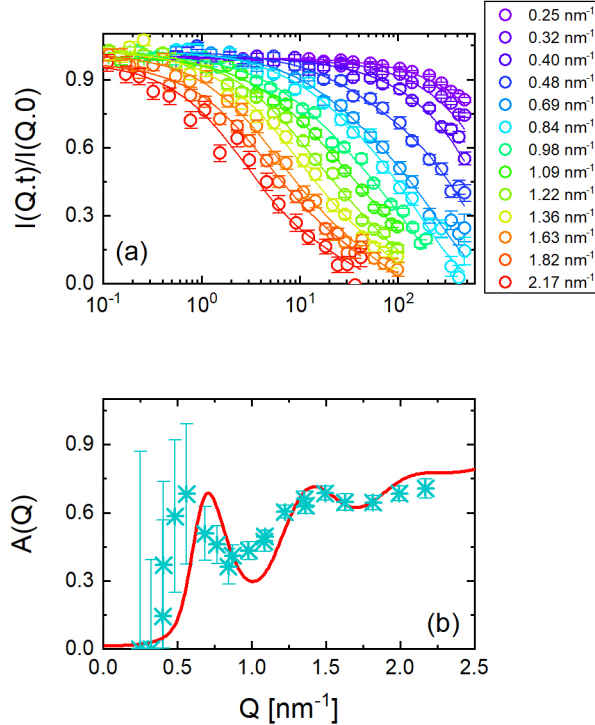 0.25 nm-1
0.32 nm-1
0.40 nm-1
0.48 nm-1
0.69 nm-1
0.84 nm-1
0.98 nm-1
1.09 nm-1
1.22 nm-1
1.36 nm-1
1.63 nm-1
1.82 nm-1
2.17 nm-1
I(Q.t)/I(Q.0)
0.9
0.6
0.3
0.0
(a)
10-1 100 101 102
A(Q)
0.9
0.6
0.3
0.0
(b)
0.0 0.5 1.0 1.5 2.0 2.5
Q [nm-1]